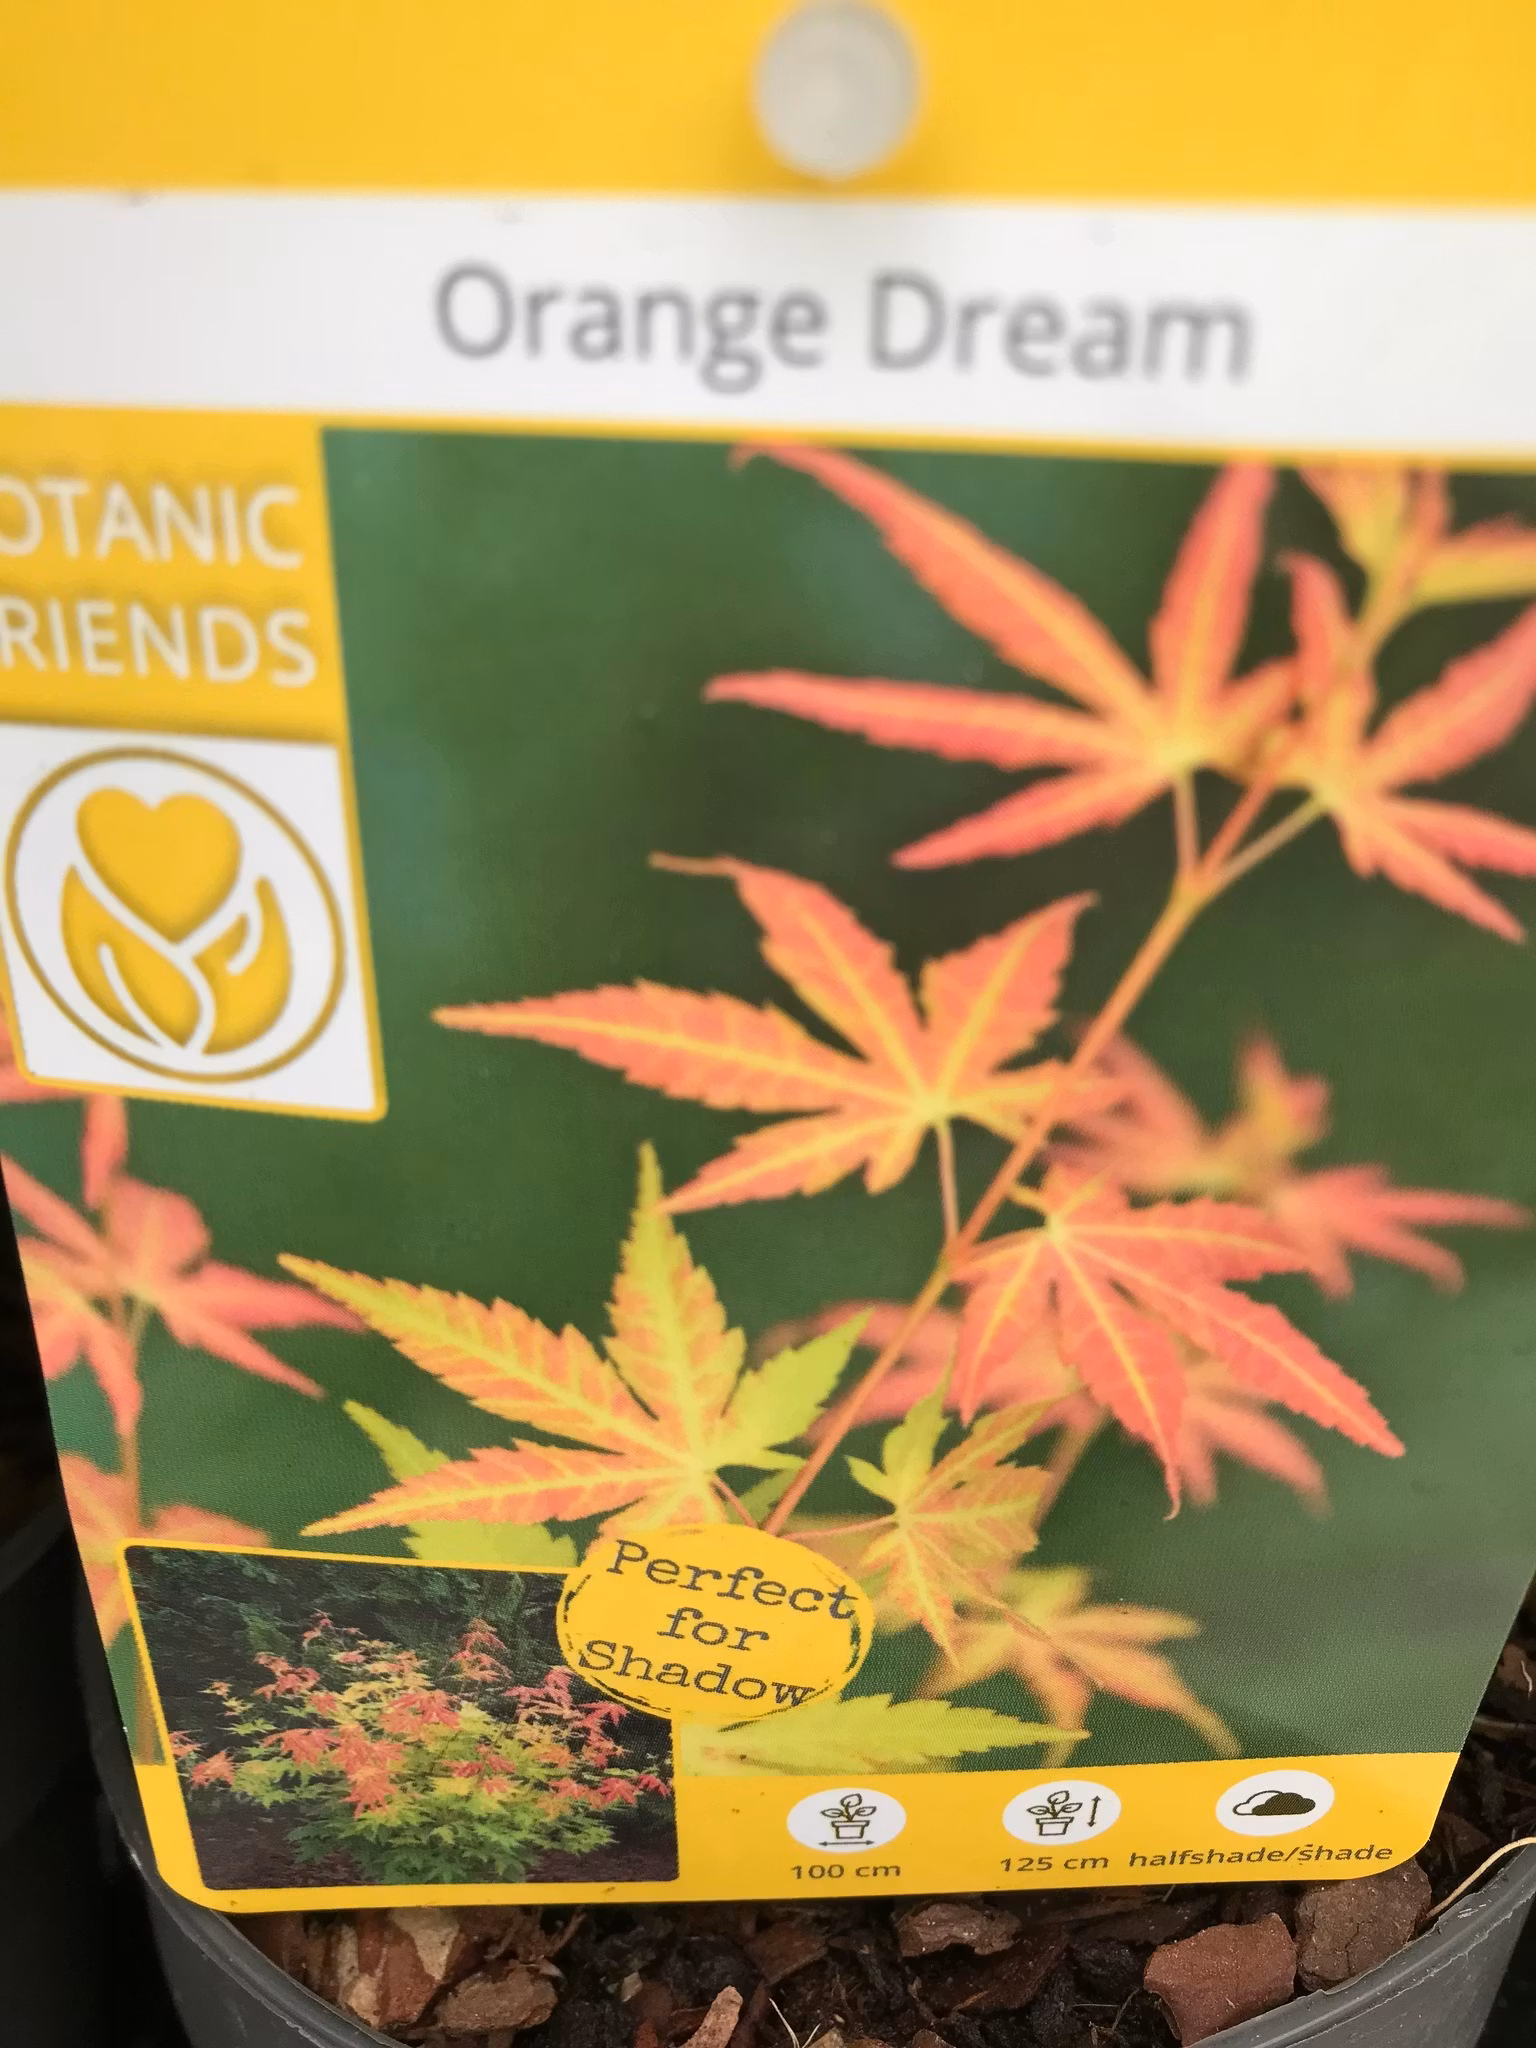 Orange Dream
OTANIC
RIENDS
Perfect
for
Shadow
100 cm
125 cm
halfshade/shade